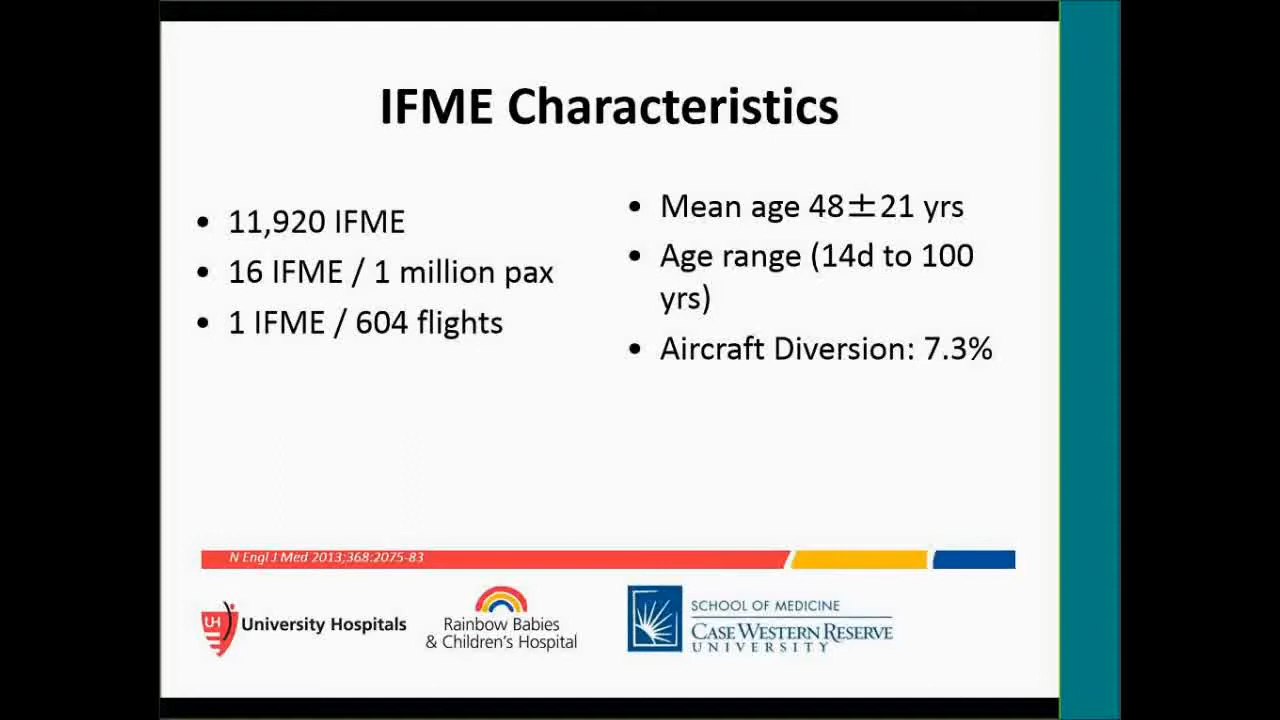 IFME Characteristics
• 11,920 IFME
• 16 IFME / 1 million pax
• 1 IFME / 604 flights
• Mean age 48±21 yrs
• Age range (14d to 100
yrs)
• Aircraft Diversion: 7.3%
N Engl J Med 2013;368:2075-83
UH University Hospitals
Rainbow Babies
& Children's Hospital
SCHOOL OF MEDICINE
CASE WESTERN RESERVE
UNIVERSITY